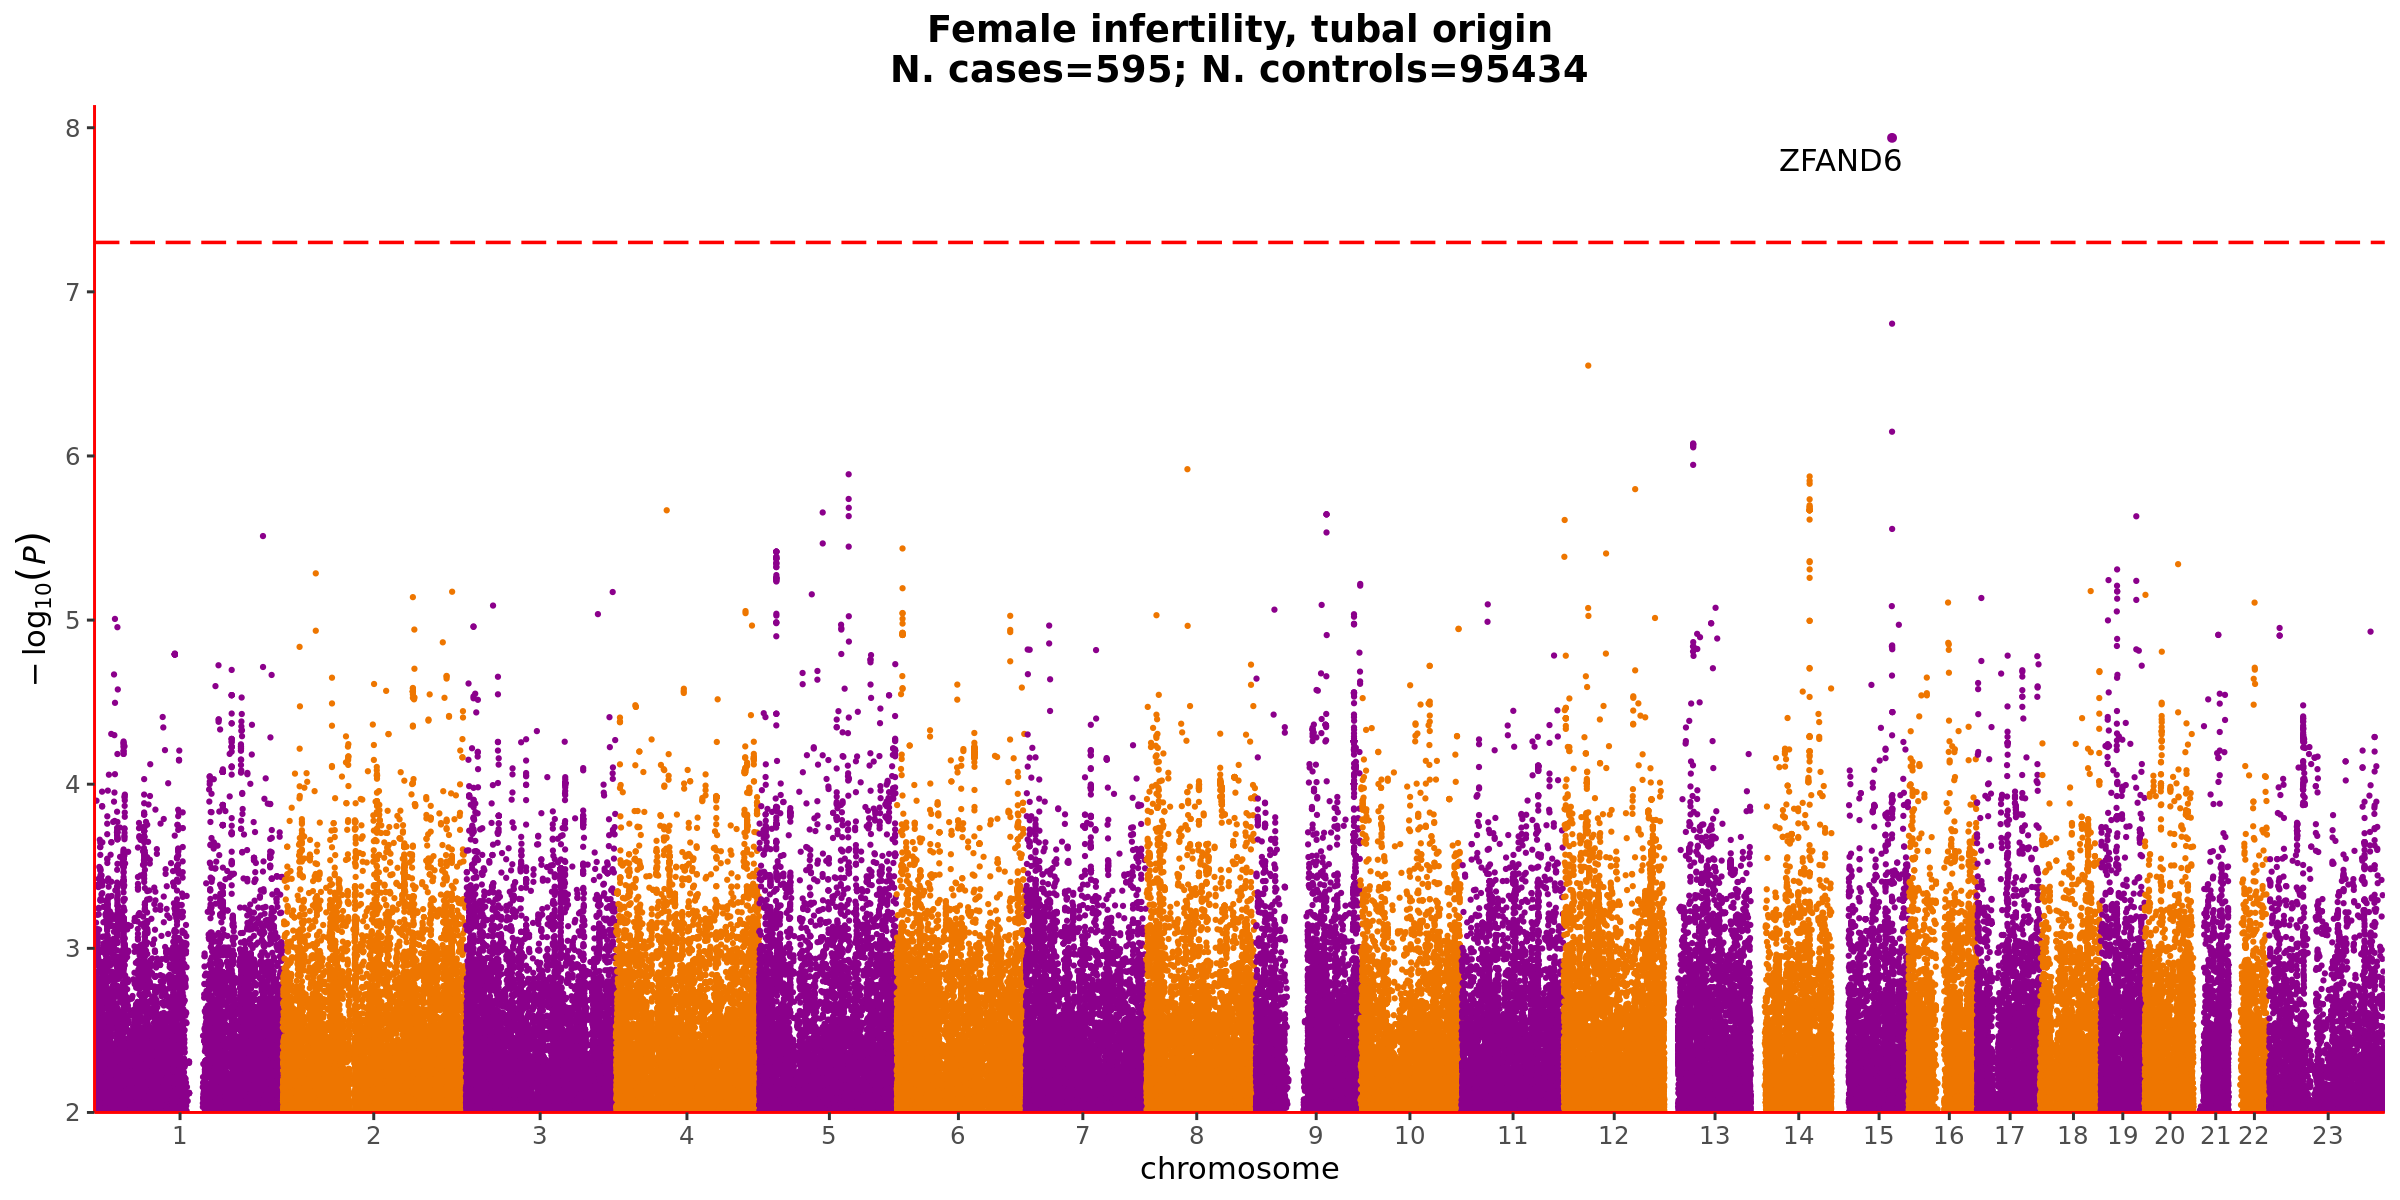 Female infertility, tubal origin
N. cases=595; N. controls=95434
8
ZFAND6
7
6
5
4
3
2
−log10(P)
1 2 3 4 5 6 7 8 9 10 11 12 13 14 15 16 17 18 19 20 21 22 23
chromosome